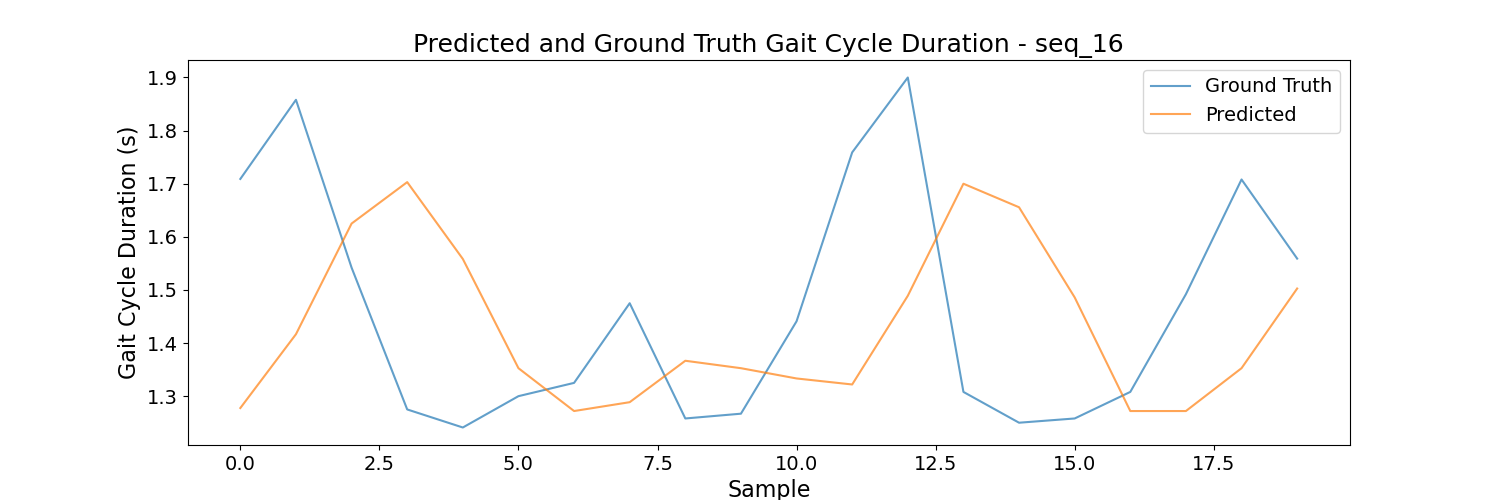 Predicted and Ground Truth Gait Cycle Duration - seq_16
Ground Truth
Predicted
Gait Cycle Duration (s)
1.9
1.8
1.7
1.6
1.5
1.4
1.3
0.0 2.5 5.0 7.5 10.0 12.5 15.0 17.5
Sample